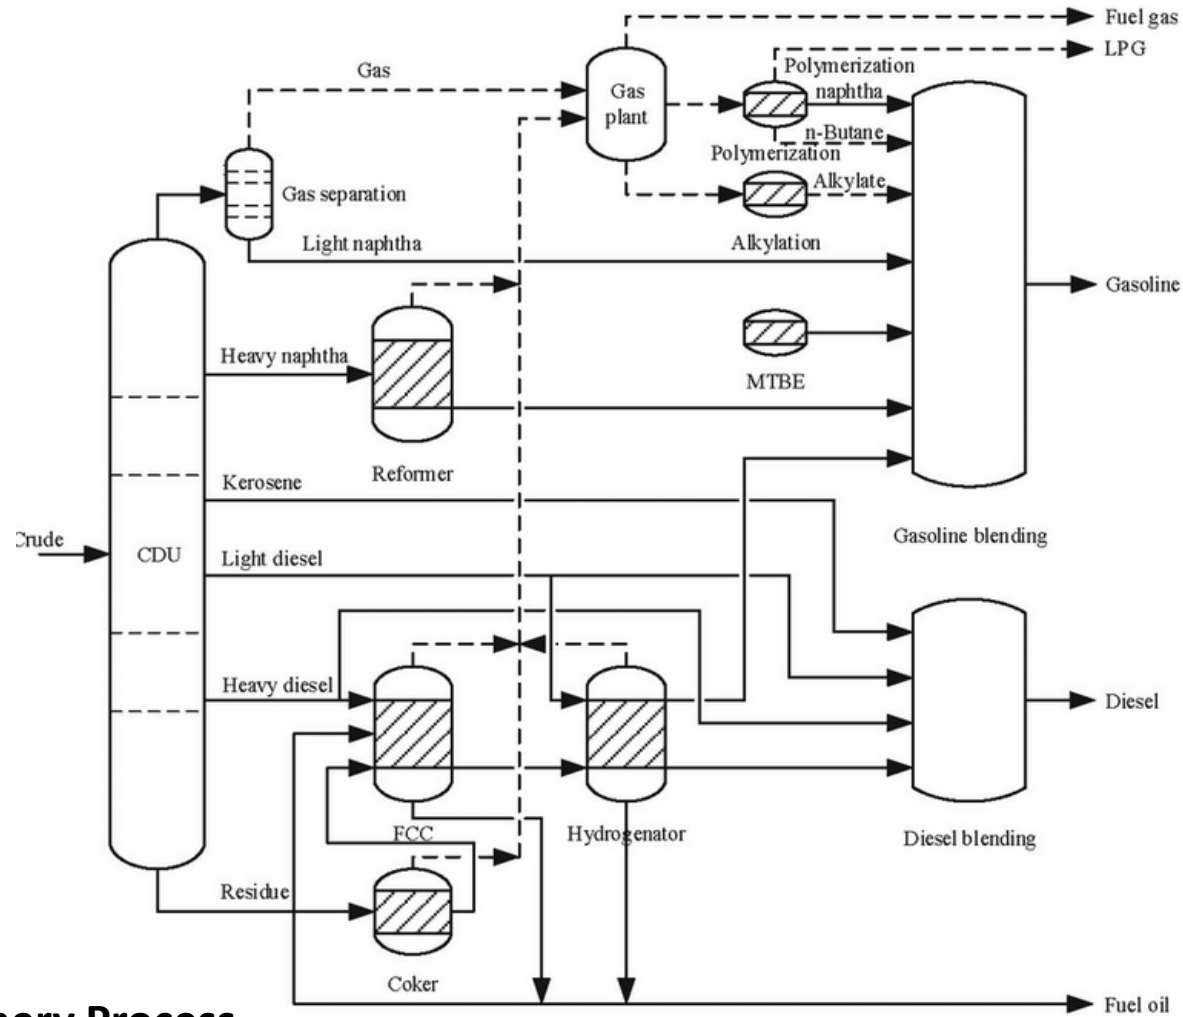 Fuel gas
LPG
Gas
Gas
plant
Polymerization
naphtha
n-Butane
Polymerization
Gas separation
Alkylate
Light naphtha
Alkylation
Gasoline
Heavy naphtha
MTBE
Reformer
Kerosene
Gasoline blending
Crude
CDU
Light diesel
Heavy diesel
Diesel
FCC
Hydrogenator
Diesel blending
Residue
Coker
Fuel oil
Process